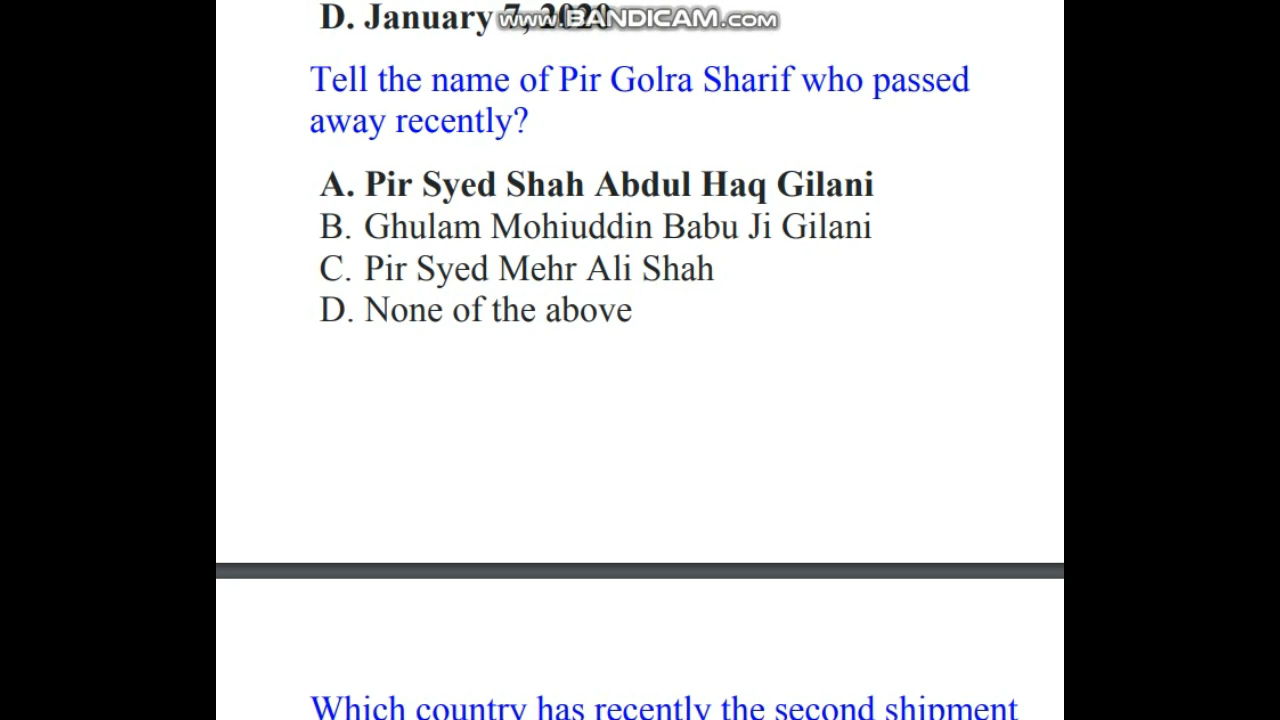 D. January 7, 2020
www.BANDICAM.com
Tell the name of Pir Golra Sharif who passed
away recently?
A. Pir Syed Shah Abdul Haq Gilani
B. Ghulam Mohiuddin Babu Ji Gilani
C. Pir Syed Mehr Ali Shah
D. None of the above
Which country has recently the second shipment